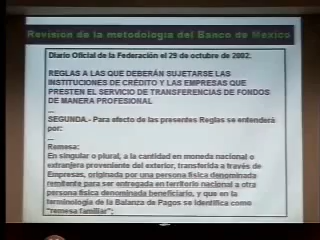 Revisión de la metodología del Banco de México
Diario Oficial de la Federación el 29 de octubre de 2002.
REGLAS A LAS QUE DEBERÁN SUJETARSE LAS
INSTITUCIONES DE CRÉDITO Y LAS EMPRESAS QUE
PRESTEN EL SERVICIO DE TRANSFERENCIAS DE FONDOS
DE MANERA PROFESIONAL
...
SEGUNDA.- Para efecto de las presentes Reglas se entenderá
por:
...
Remesa:
En singular o plural, a la cantidad en moneda nacional o
extranjera proveniente del exterior, transferida a través de
Empresas, originada por una persona física denominada
remitente para ser entregada en territorio nacional a otra
persona física denominada beneficiario, y que en la
terminología de la Balanza de Pagos se identifica como
"remesa familiar";